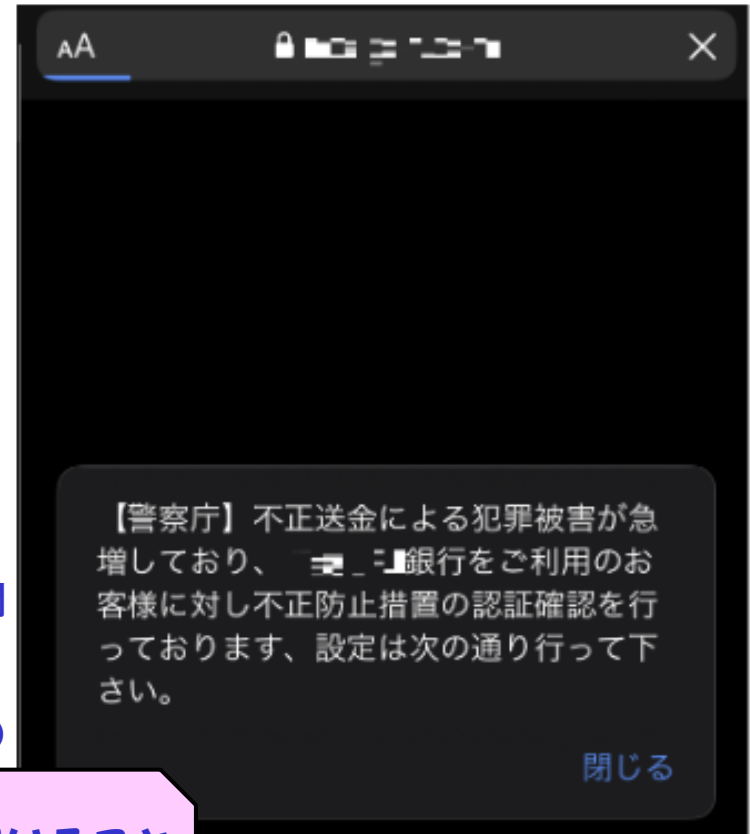 AA
【警察庁】不正送金による犯罪被害が急
増しており、 銀行をご利用のお
客様に対し不正防止措置の認証確認を行
っております、設定は次の通り行って下
さい。
閉じる